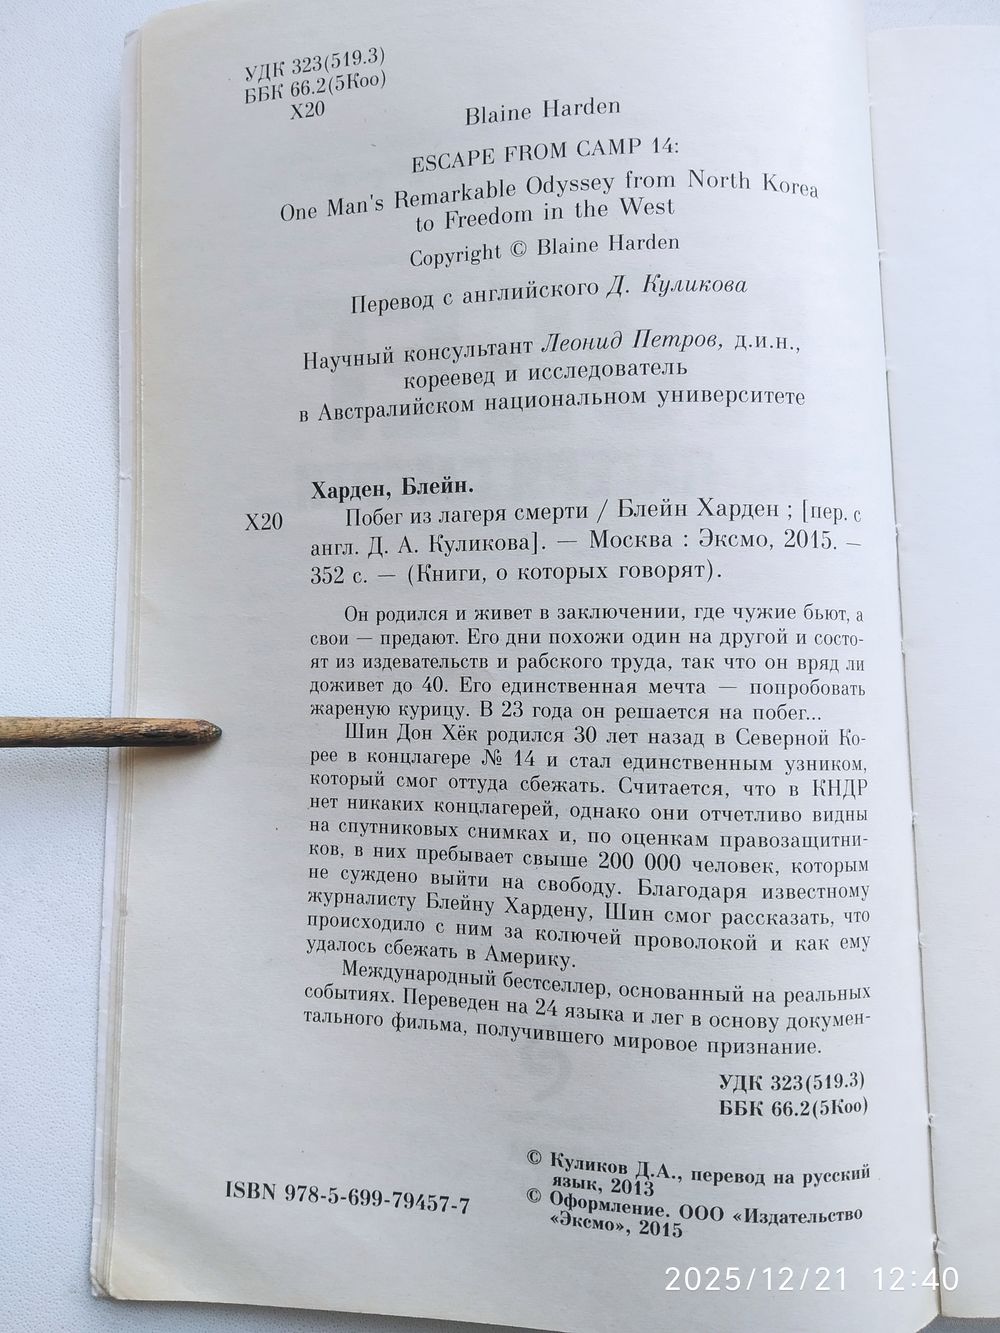 УДК 323(519.3)
ББК 66.2(5Коо)
Х20
Blaine Harden
ESCAPE FROM CAMP 14:
One Man's Remarkable Odyssey from North Korea
to Freedom in the West
Copyright © Blaine Harden
Перевод с английского Д. Куликова
Научный консультант Леонид Петров, д.и.н.,
корeевед и исследователь
в Австралийском национальном университете
Харден, Блейн.
Х20 Побег из лагеря смерти / Блейн Харден ; [пер. с
англ. Д. А. Куликова]. — Москва : Эксмо, 2015. —
352 с. — (Книги, о которых говорят).
Он родился и живет в заключении, где чужие бьют, а
свои — предают. Его дни похожи один на другой и состо-
ят из издевательств и рабского труда, так что он вряд ли
доживет до 40. Его единственная мечта — попробовать
жареную курицу. В 23 года он решается на побег...
Шин Дон Хёк родился 30 лет назад в Северной Ко-
рее в концлагере № 14 и стал единственным узником,
который смог оттуда сбежать. Считается, что в КНДР
нет никаких концлагерей, однако они отчетливо видны
на спутниковых снимках и, по оценкам правозащитни-
ков, в них пребывает свыше 200 000 человек, которым
не суждено выйти на свободу. Благодаря известному
журналисту Блейну Хардену, Шин смог рассказать, что
происходило с ним за колючей проволокой и как ему
удалось сбежать в Америку.
Международный бестселлер, основанный на реальных
событиях. Переведен на 24 языка и лег в основу докумен-
тального фильма, получившего мировое признание.
УДК 323(519.3)
ББК 66.2(5Коо)
© Куликов Д.А., перевод на русский
язык, 2013
© Оформление. ООО «Издательство
«Эксмо», 2015
ISBN 978-5-699-79457-7
2025/12/21 12:40